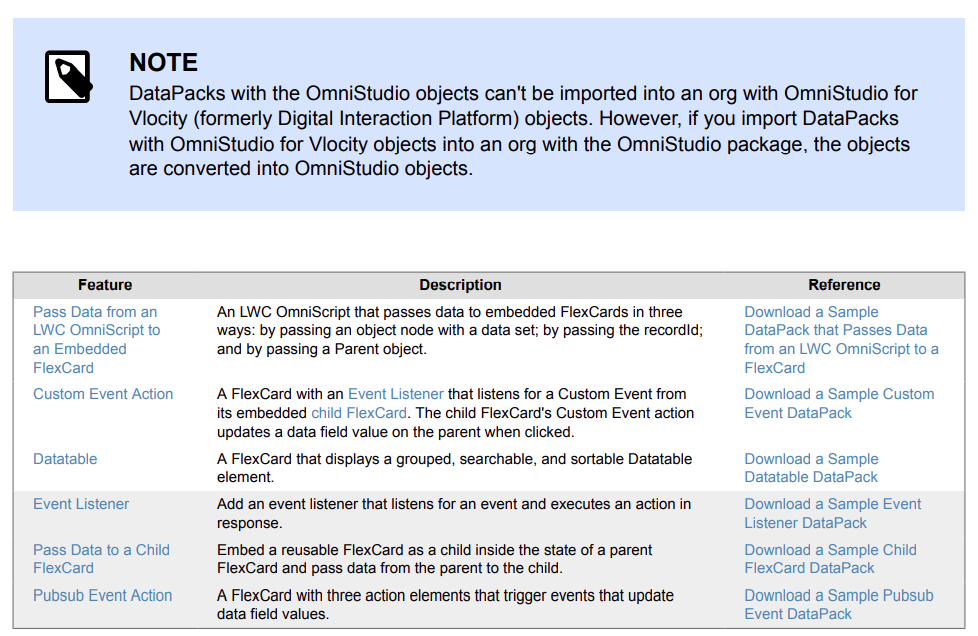 NOTE
DataPacks with the OmniStudio objects can't be imported into an org with OmniStudio for
Vlocity (formerly Digital Interaction Platform) objects. However, if you import DataPacks
with OmniStudio for Vlocity objects into an org with the OmniStudio package, the objects
are converted into OmniStudio objects.
Feature Description Reference
Pass Data from an
LWC OmniScript to
an Embedded
FlexCard
An LWC OmniScript that passes data to embedded FlexCards in three
ways: by passing an object node with a data set; by passing the recordId;
and by passing a Parent object.
Download a Sample
DataPack that Passes Data
from an LWC OmniScript to a
FlexCard
Custom Event Action
A FlexCard with an Event Listener that listens for a Custom Event from
its embedded child FlexCard. The child FlexCard's Custom Event action
updates a data field value on the parent when clicked.
Download a Sample Custom
Event DataPack
Datatable
A FlexCard that displays a grouped, searchable, and sortable Datatable
element.
Download a Sample
Datatable DataPack
Event Listener
Add an event listener that listens for an event and executes an action in
response.
Download a Sample Event
Listener DataPack
Pass Data to a Child
FlexCard
Embed a reusable FlexCard as a child inside the state of a parent
FlexCard and pass data from the parent to the child.
Download a Sample Child
FlexCard DataPack
Pubsub Event Action
A FlexCard with three action elements that trigger events that update
data field values.
Download a Sample Pubsub
Event DataPack